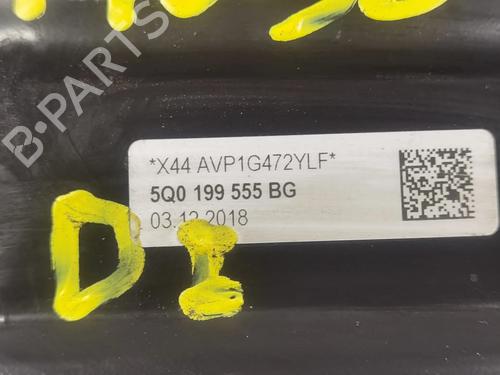 B-PARTS
*X44 AVP1G472YLF*
5Q0 199 555 BG
03.12.2018
DI